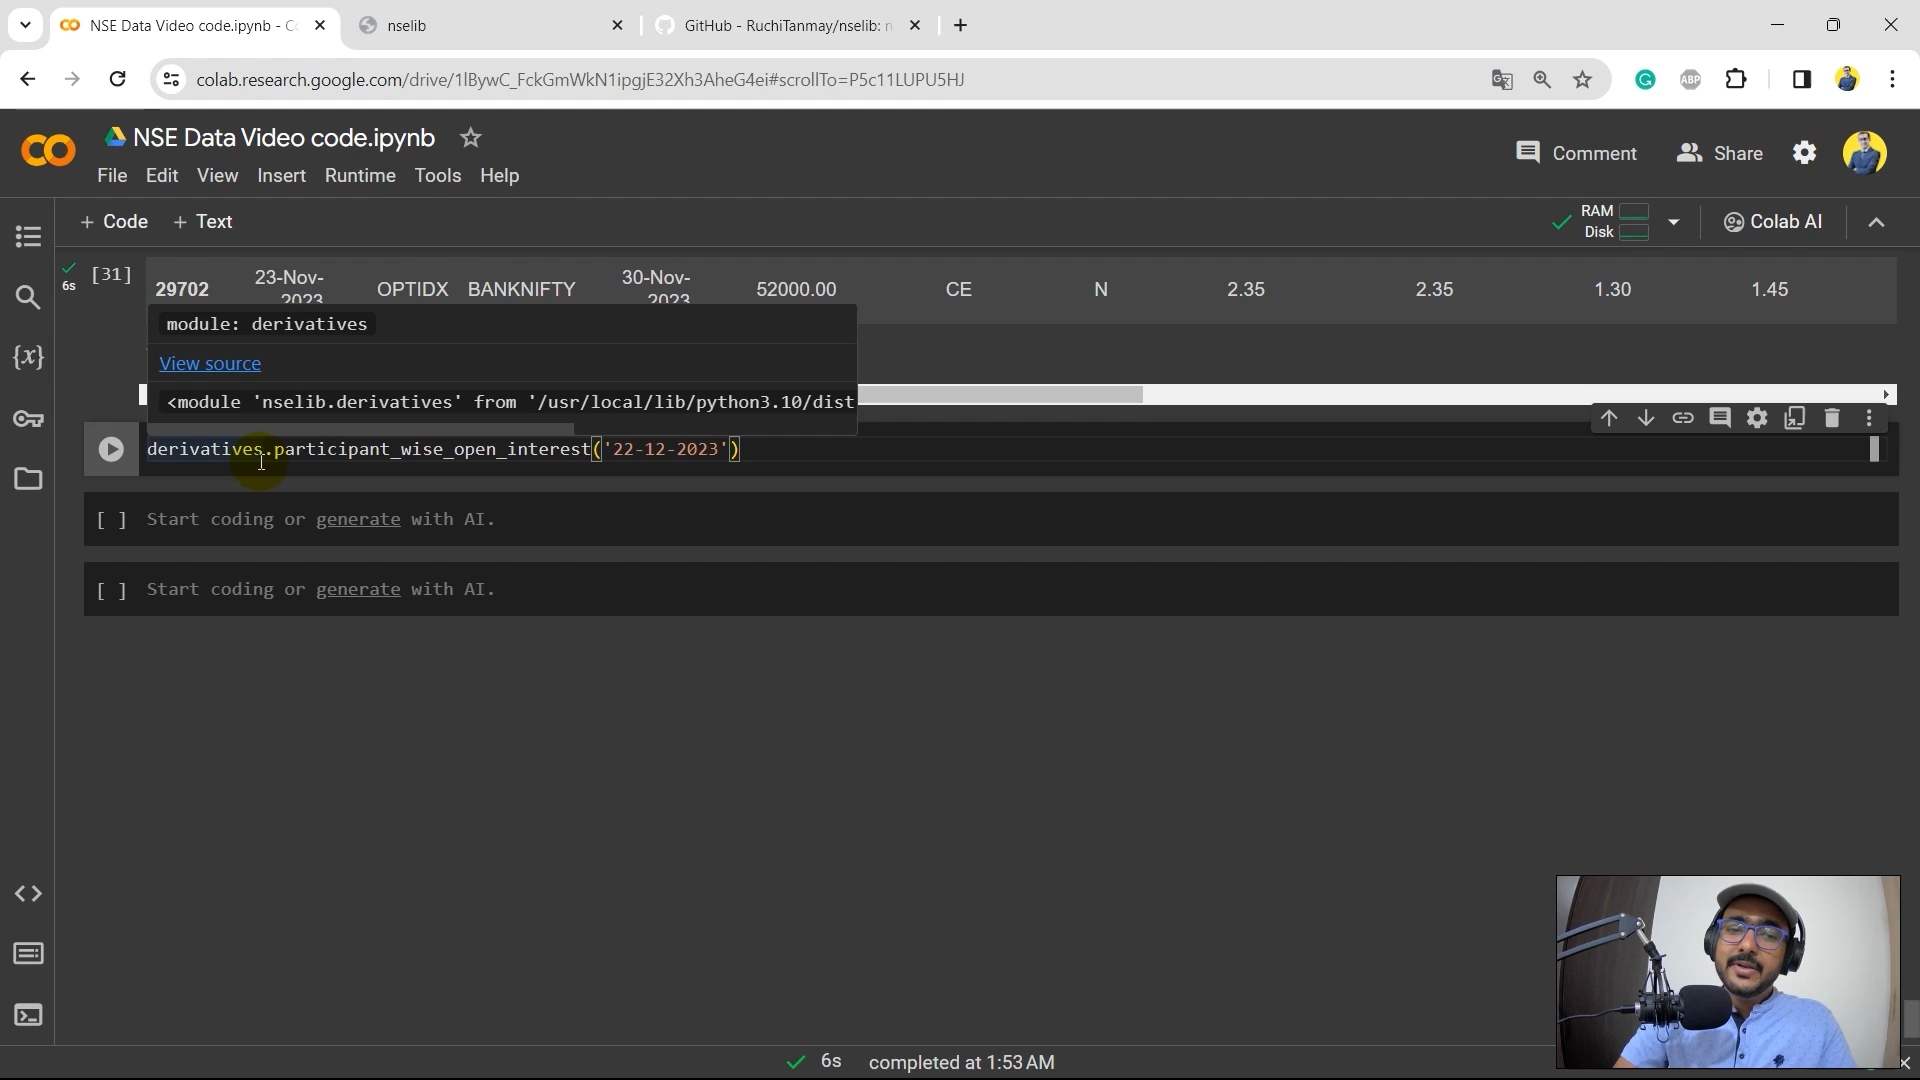 NSE Data Video code.ipynb - Co
nselib
GitHub - RuchiTanmay/nselib: n
colab.research.google.com/drive/1lBywC_FckGmWkN1ipgjE32Xh3AheG4ei#scrollTo=P5c11LUPU5HJ
ABP
CO
NSE Data Video code.ipynb
Comment
Share
File Edit View Insert Runtime Tools Help
+ Code + Text
RAM
Disk
Colab AI
6s
[31]
29702 23-Nov-2023 OPTIDX BANKNIFTY 30-Nov-2023 52000.00 CE N 2.35 2.35 1.30 1.45
module: derivatives
View source
<module 'nselib.derivatives' from '/usr/local/lib/python3.10/dist
derivatives.participant_wise_open_interest('22-12-2023')
[ ] Start coding or generate with AI.
[ ] Start coding or generate with AI.
{x}
6s completed at 1:53 AM